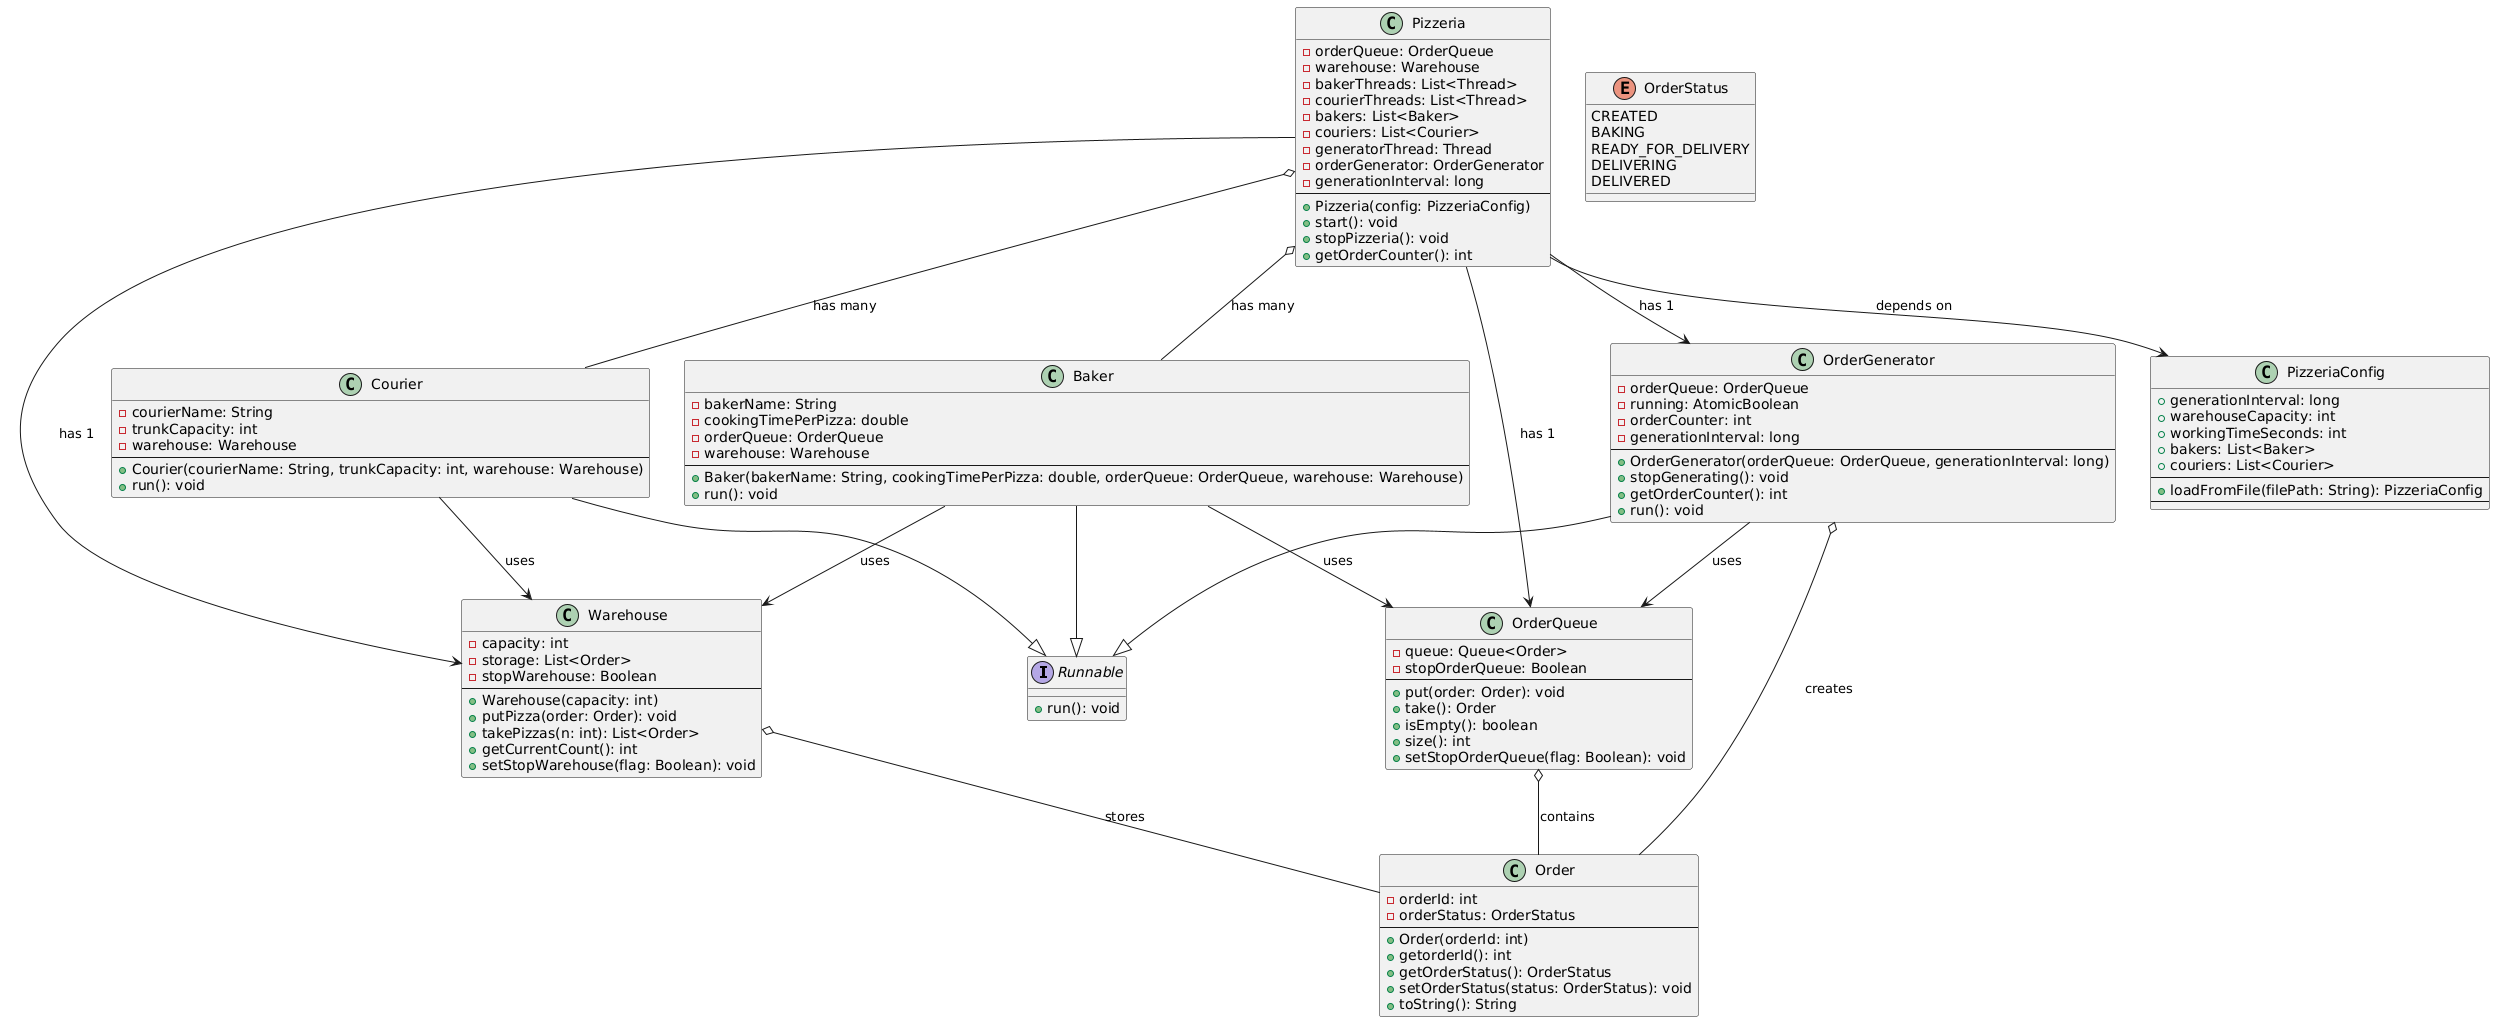 Pizzeria
orderQueue: OrderQueue
warehouse: Warehouse
bakerThreads: List<Thread>
courierThreads: List<Thread>
bakers: List<Baker>
couriers: List<Courier>
generatorThread: Thread
orderGenerator: OrderGenerator
generationInterval: long
Pizzeria(config: PizzeriaConfig)
start(): void
stopPizzeria(): void
getOrderCounter(): int
E OrderStatus
CREATED
BAKING
READY_FOR_DELIVERY
DELIVERING
DELIVERED
has many
has many
has 1
depends on
has 1
has 1
C Courier
courierName: String
trunkCapacity: int
warehouse: Warehouse
Courier(courierName: String, trunkCapacity: int, warehouse: Warehouse)
run(): void
C Baker
bakerName: String
cookingTimePerPizza: double
orderQueue: OrderQueue
warehouse: Warehouse
Baker(bakerName: String, cookingTimePerPizza: double, orderQueue: OrderQueue, warehouse: Warehouse)
run(): void
C OrderGenerator
orderQueue: OrderQueue
running: AtomicBoolean
orderCounter: int
generationInterval: long
OrderGenerator(orderQueue: OrderQueue, generationInterval: long)
stopGenerating(): void
getOrderCounter(): int
run(): void
C PizzeriaConfig
generationInterval: long
warehouseCapacity: int
workingTimeSeconds: int
bakers: List<Baker>
couriers: List<Courier>
loadFromFile(filePath: String): PizzeriaConfig
uses
uses
uses
uses
creates
C Warehouse
capacity: int
storage: List<Order>
stopWarehouse: Boolean
Warehouse(capacity: int)
putPizza(order: Order): void
takePizzas(n: int): List<Order>
getCurrentCount(): int
setStopWarehouse(flag: Boolean): void
I Runnable
run(): void
C OrderQueue
queue: Queue<Order>
stopOrderQueue: Boolean
put(order: Order): void
take(): Order
isEmpty(): boolean
size(): int
setStopOrderQueue(flag: Boolean): void
stores
contains
C Order
orderId: int
orderStatus: OrderStatus
Order(orderId: int)
getorderId(): int
getOrderStatus(): OrderStatus
setOrderStatus(status: OrderStatus): void
toString(): String